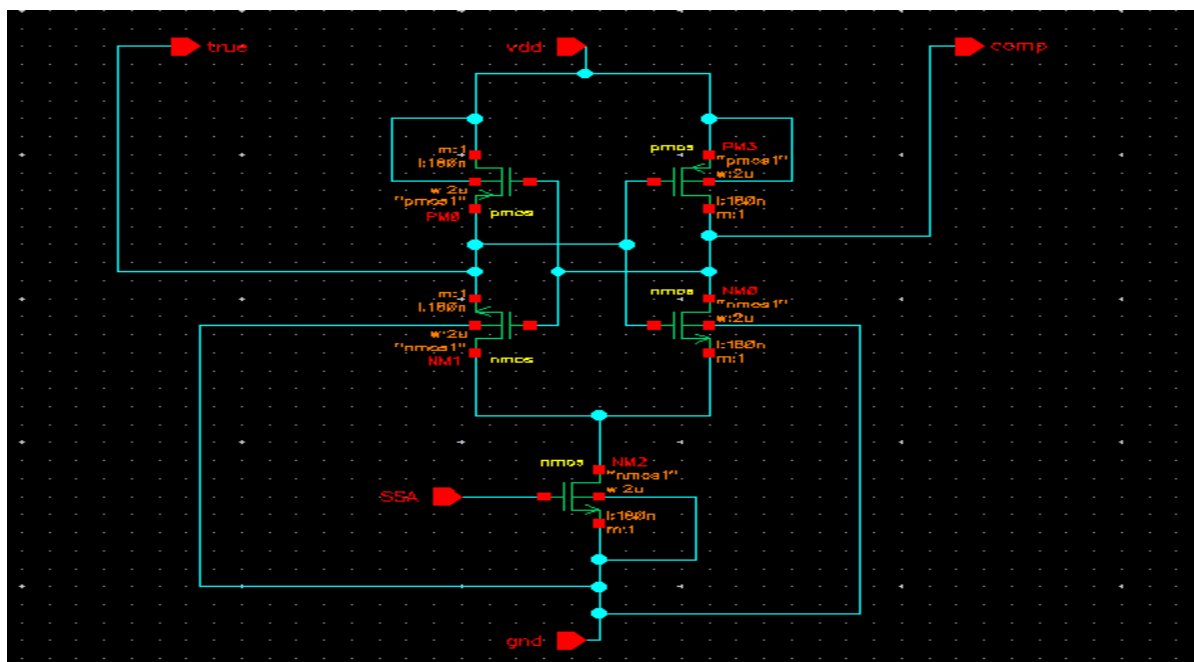 true
vdd
comp
m:1
l:180n
w:2u
"pmos1"
PM0
pmos
pmos
PM3
"pmos1"
w:2u
l:180n
m:1
m:1
l:180n
w:2u
"nmos1"
NM1
nmos
nmos
NM0
"nmos1"
w:2u
l:180n
m:1
nmos
NM2
"nmos1"
w:2u
SSA
l:180n
m:1
gnd